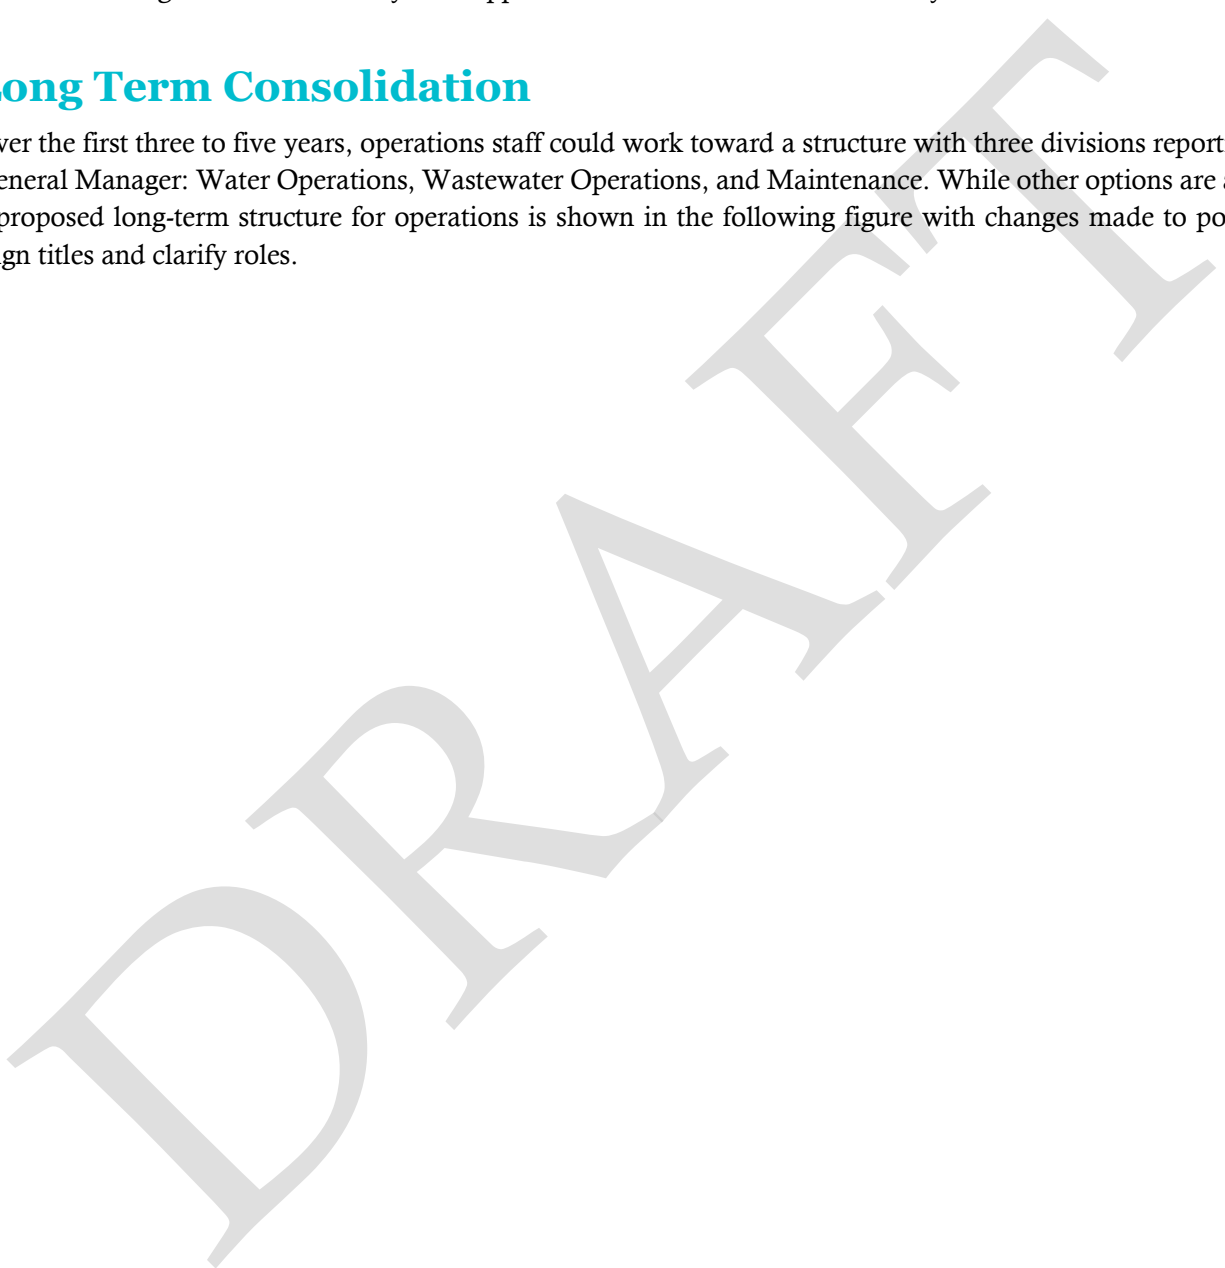 ong Term Consolidation
ver the first three to five years, operations staff could work toward a structure with three divisions report
eneral Manager: Water Operations, Wastewater Operations, and Maintenance. While other options are
proposed long-term structure for operations is shown in the following figure with changes made to po
gn titles and clarify roles.
DRAFT